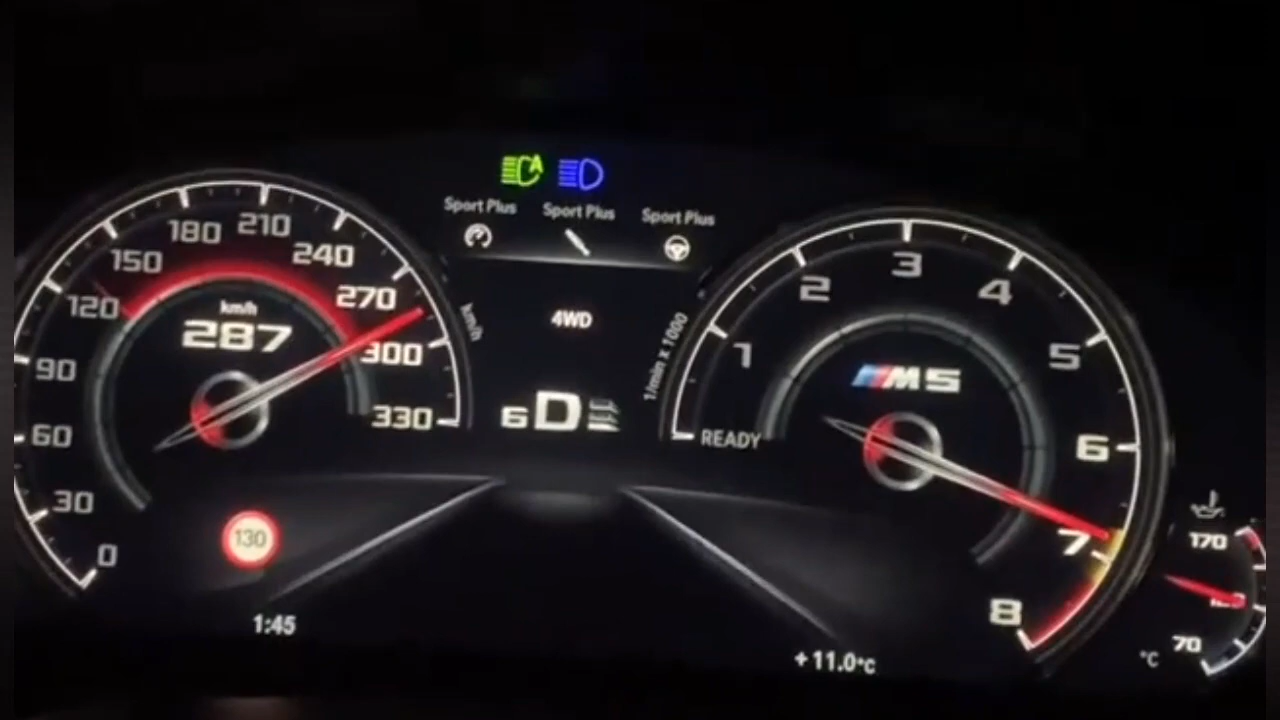 Sport Plus Sport Plus Sport Plus
210
180
240
150
270
120
km/h
287
300
90
330
60
30
0
130
1:45
km/h
4WD
6 D
1/min x 1000
3
2
4
1
5
M5
READY
6
7
8
+11.0°C
170
70
°C